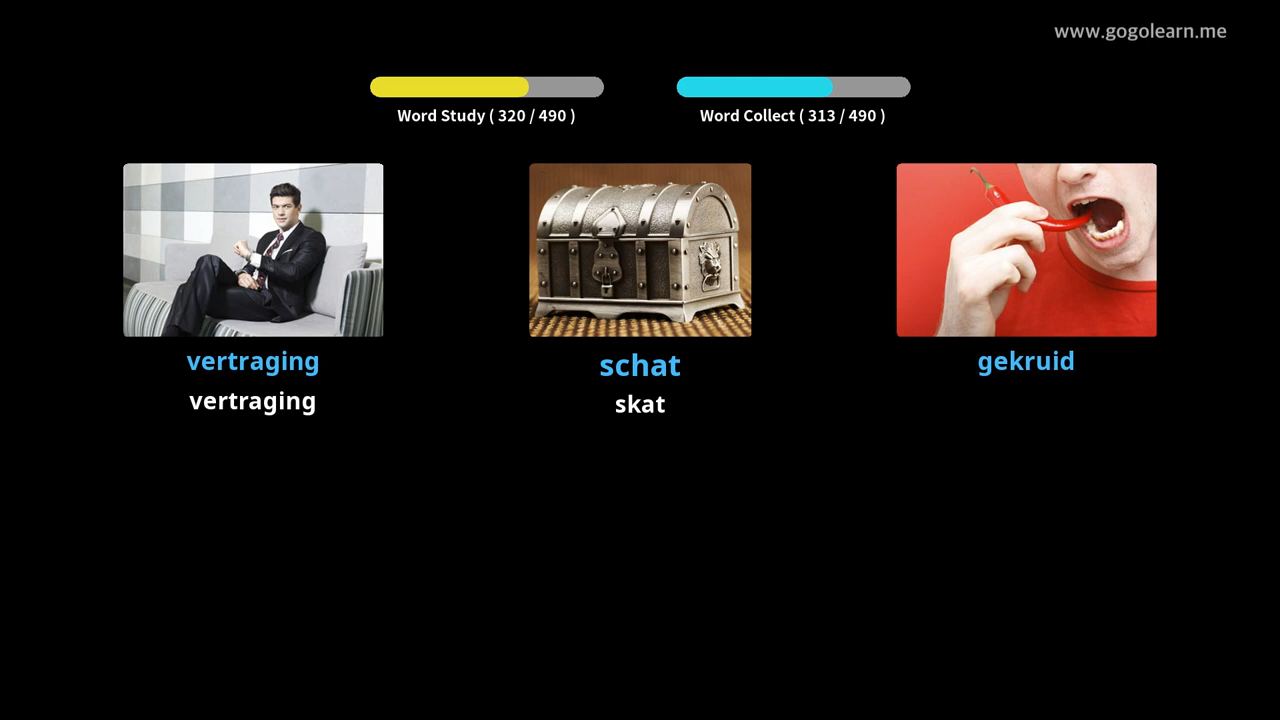 www.gogolearn.me
Word Study ( 320 / 490 )
Word Collect ( 313 / 490 )
vertraging
schat
gekruid
vertraging
skat